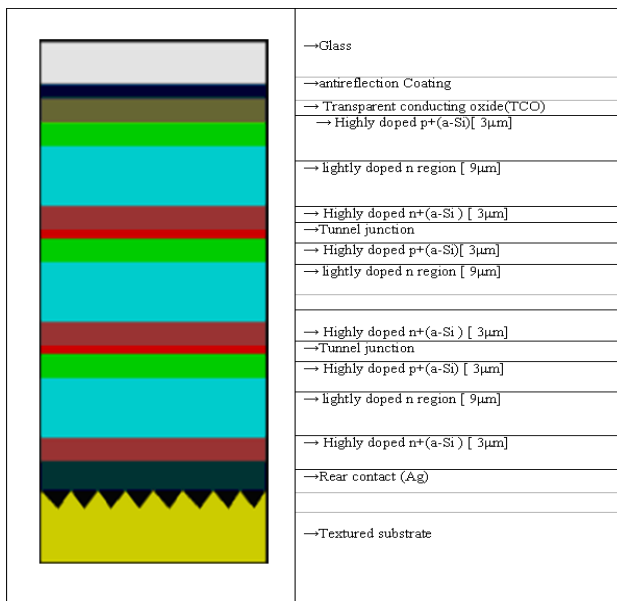 →Glass
→antireflection Coating
→ Transparent conducting oxide(TCO)
→ Highly doped p+(a-Si)[ 3μm]
→ lightly doped n region [ 9μm]
→ Highly doped n+(a-Si ) [ 3μm]
→Tunnel junction
→ Highly doped p+(a-Si)[ 3μm]
→ lightly doped n region [ 9μm]
→ Highly doped n+(a-Si ) [ 3μm]
→Tunnel junction
→ Highly doped p+(a-Si) [ 3μm]
→ lightly doped n region [ 9μm]
→ Highly doped n+(a-Si ) [ 3μm]
→Rear contact (Ag)
→Textured substrate